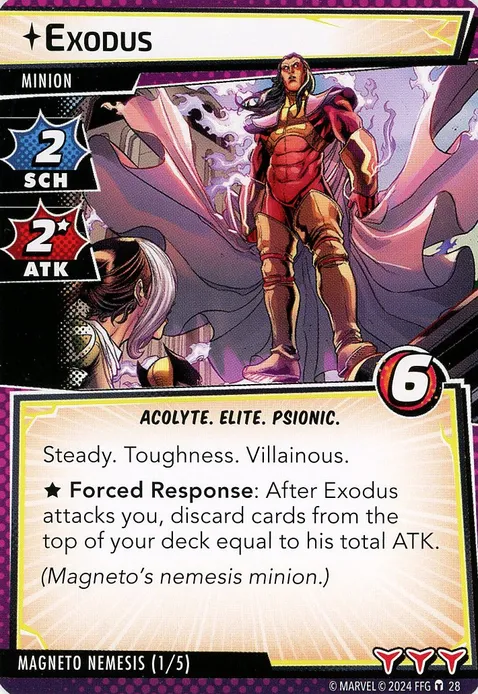 Exodus
MINION
2
SCH
2★
ATK
6
ACOLYTE. ELITE. PSIONIC.
Steady. Toughness. Villainous.
★ Forced Response: After Exodus
attacks you, discard cards from the
top of your deck equal to his total ATK.
(Magneto's nemesis minion.)
MAGNETO NEMESIS (1/5)
© MARVEL © 2024 FFG 28